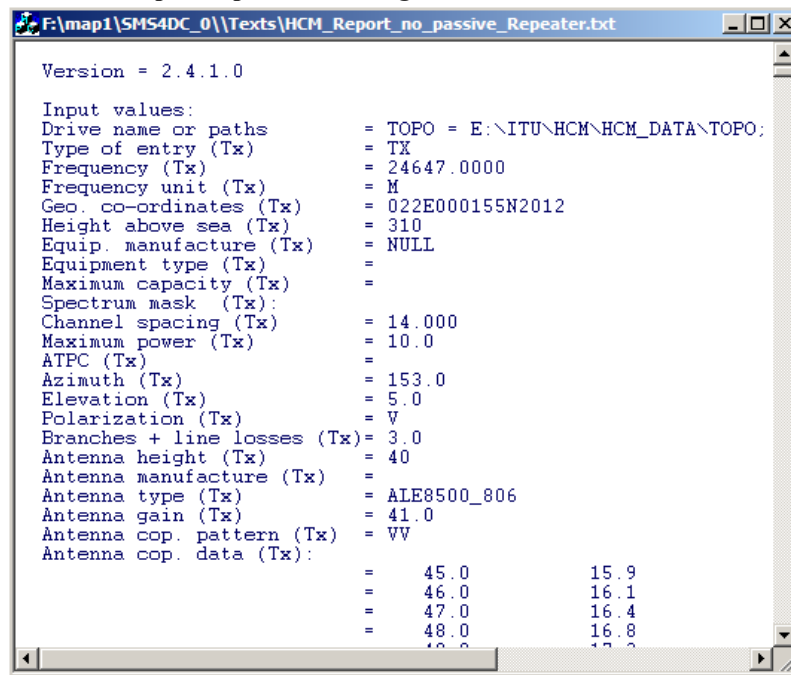 F:\map1\SMS4DC_0\\Texts\HCM_Report_no_passive_Repeater.txt
Version = 2.4.1.0
Input values:
Drive name or paths = TOPO = E:\ITU\HCM\HCM_DATA\TOPO;
Type of entry (Tx) = TX
Frequency (Tx) = 24647.0000
Frequency unit (Tx) = M
Geo. co-ordinates (Tx) = 022E000155N2012
Height above sea (Tx) = 310
Equip. manufacture (Tx) = NULL
Equipment type (Tx) =
Maximum capacity (Tx) =
Spectrum mask (Tx):
Channel spacing (Tx) = 14.000
Maximum power (Tx) = 10.0
ATPC (Tx) =
Azimuth (Tx) = 153.0
Elevation (Tx) = 5.0
Polarization (Tx) = V
Branches + line losses (Tx)= 3.0
Antenna height (Tx) = 40
Antenna manufacture (Tx) =
Antenna type (Tx) = ALE8500_806
Antenna gain (Tx) = 41.0
Antenna cop. pattern (Tx) = VV
Antenna cop. data (Tx):
= 45.0 15.9
= 46.0 16.1
= 47.0 16.4
= 48.0 16.8